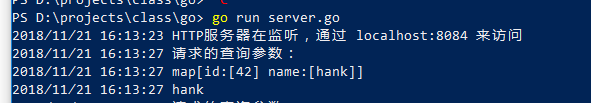 PS D:\projects\class\go>
PS D:\projects\class\go> go run server.go
2018/11/21 16:13:23 HTTP服务器在监听，通过 localhost:8084 来访问
2018/11/21 16:13:27 请求的查询参数：
2018/11/21 16:13:27 map[id:[42] name:[hank]]
2018/11/21 16:13:27 hank